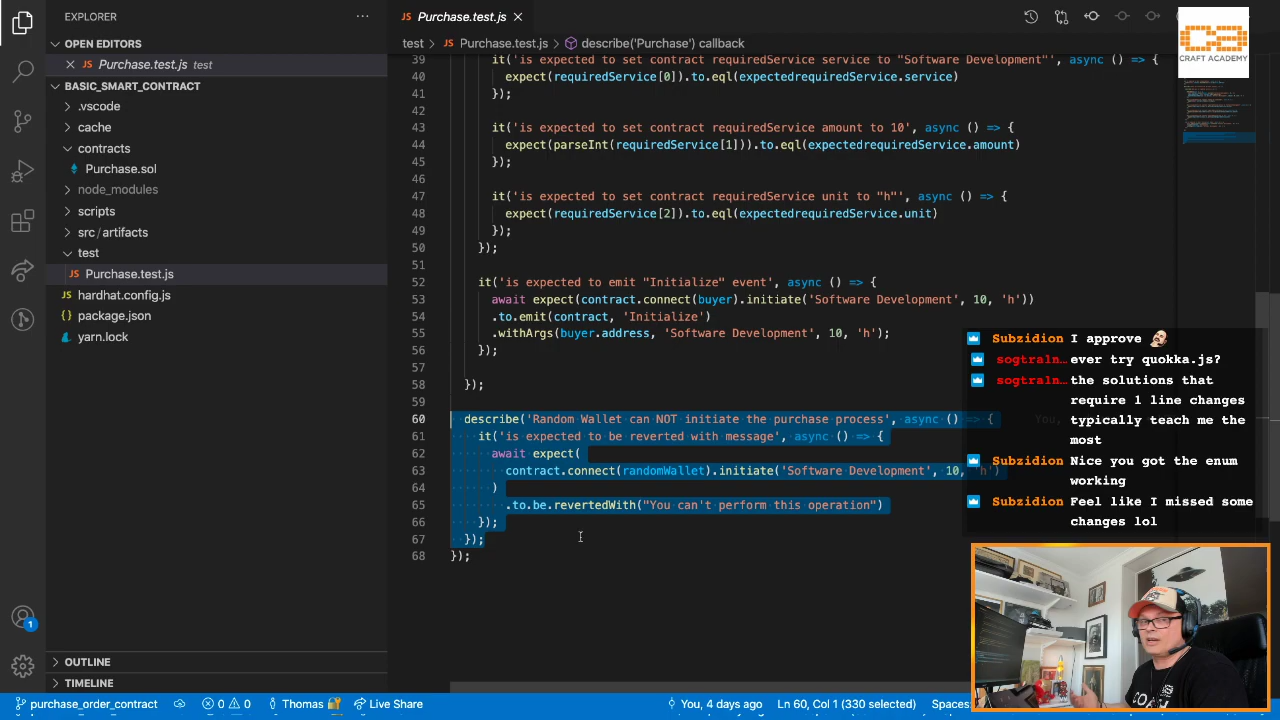 EXPLORER
OPEN EDITORS
JS Purchase.test.js test
BASIC_SMART_CONTRACT
.vscode
cache
contracts
Purchase.sol
node_modules
scripts
src/artifacts
test
JS Purchase.test.js
hardhat.config.js
package.json
yarn.lock
OUTLINE
TIMELINE
1
JS Purchase.test.js
test
39 it('is expected to set contract requiredService service to "Software Development"', async () => {
40 expect(requiredService[0]).to.eql(expectedrequiredService.service)
41 });
42
43 it('is expected to set contract requiredService amount to 10', async () => {
44 expect(parseInt(requiredService[1])).to.eql(expectedrequiredService.amount)
45 });
46
47 it('is expected to set contract requiredService unit to "h"', async () => {
48 expect(requiredService[2]).to.eql(expectedrequiredService.unit)
49 });
50 });
51
52 it('is expected to emit "Initialize" event', async () => {
53 await expect(contract.connect(buyer).initiate('Software Development', 10, 'h'))
54 .to.emit(contract, 'Initialize')
55 .withArgs(buyer.address, 'Software Development', 10, 'h');
56 });
57
58 });
59
60 describe('Random Wallet can NOT initiate the purchase process', async () => { You,
61 it('is expected to be reverted with message', async () => {
62 await expect(
63 contract.connect(randomWallet).initiate('Software Development', 10, 'h')
64 )
65 .to.be.revertedWith("You can't perform this operation")
66 });
67 });
68 });
CRAFT ACADEMY
Subzidion I approve
sogtraln… ever try quokka.js?
sogtraln… the solutions that
require 1 line changes
typically teach me the
most
Subzidion Nice you got the enum
working
Subzidion Feel like I missed some
changes lol
purchase_order_contract
0 0
Thomas
Live Share
You, 4 days ago
Ln 60, Col 1 (330 selected)